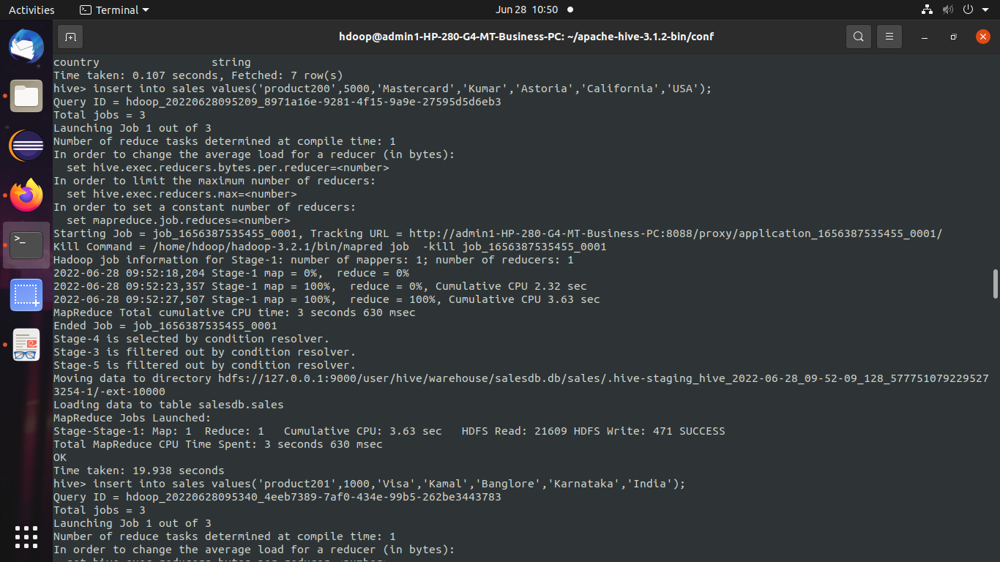 Activities
Terminal
Jun 28 10:50
hdoop@admin1-HP-280-G4-MT-Business-PC: ~/apache-hive-3.1.2-bin/conf
country                 string
Time taken: 0.107 seconds, Fetched: 7 row(s)
hive> insert into sales values('product200',5000,'Mastercard','Kumar','Astoria','California','USA');
Query ID = hdoop_20220628095209_8971a16e-9281-4f15-9a9e-27595d5d6eb3
Total jobs = 3
Launching Job 1 out of 3
Number of reduce tasks determined at compile time: 1
In order to change the average load for a reducer (in bytes):
  set hive.exec.reducers.bytes.per.reducer=<number>
In order to limit the maximum number of reducers:
  set hive.exec.reducers.max=<number>
In order to set a constant number of reducers:
  set mapreduce.job.reduces=<number>
Starting Job = job_1656387535455_0001, Tracking URL = http://admin1-HP-280-G4-MT-Business-PC:8088/proxy/application_1656387535455_0001/
Kill Command = /home/hdoop/hadoop-3.2.1/bin/mapred job  -kill job_1656387535455_0001
Hadoop job information for Stage-1: number of mappers: 1; number of reducers: 1
2022-06-28 09:52:18,204 Stage-1 map = 0%,  reduce = 0%
2022-06-28 09:52:23,357 Stage-1 map = 100%,  reduce = 0%, Cumulative CPU 2.32 sec
2022-06-28 09:52:27,507 Stage-1 map = 100%,  reduce = 100%, Cumulative CPU 3.63 sec
MapReduce Total cumulative CPU time: 3 seconds 630 msec
Ended Job = job_1656387535455_0001
Stage-4 is selected by condition resolver.
Stage-3 is filtered out by condition resolver.
Stage-5 is filtered out by condition resolver.
Moving data to directory hdfs://127.0.0.1:9000/user/hive/warehouse/salesdb.db/sales/.hive-staging_hive_2022-06-28_09-52-09_128_577751079229527
3254-1/-ext-10000
Loading data to table salesdb.sales
MapReduce Jobs Launched:
Stage-Stage-1: Map: 1  Reduce: 1   Cumulative CPU: 3.63 sec   HDFS Read: 21609 HDFS Write: 471 SUCCESS
Total MapReduce CPU Time Spent: 3 seconds 630 msec
OK
Time taken: 19.938 seconds
hive> insert into sales values('product201',1000,'Visa','Kamal','Banglore','Karnataka','India');
Query ID = hdoop_20220628095340_4eeb7389-7af0-434e-99b5-262be3443783
Total jobs = 3
Launching Job 1 out of 3
Number of reduce tasks determined at compile time: 1
In order to change the average load for a reducer (in bytes):